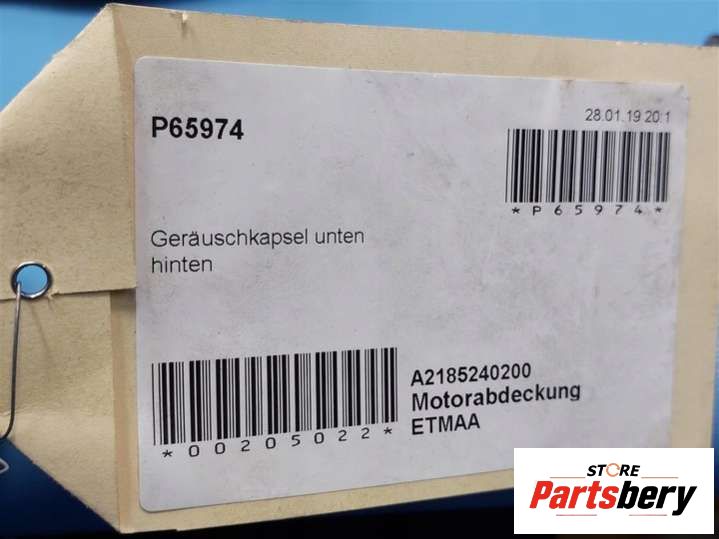 P65974
28.01.19 20:1
*P65974*
Geräuschkapsel unten
hinten
*00205022*
A2185240200
Motorabdeckung
ETMAA
STORE
Partsbery